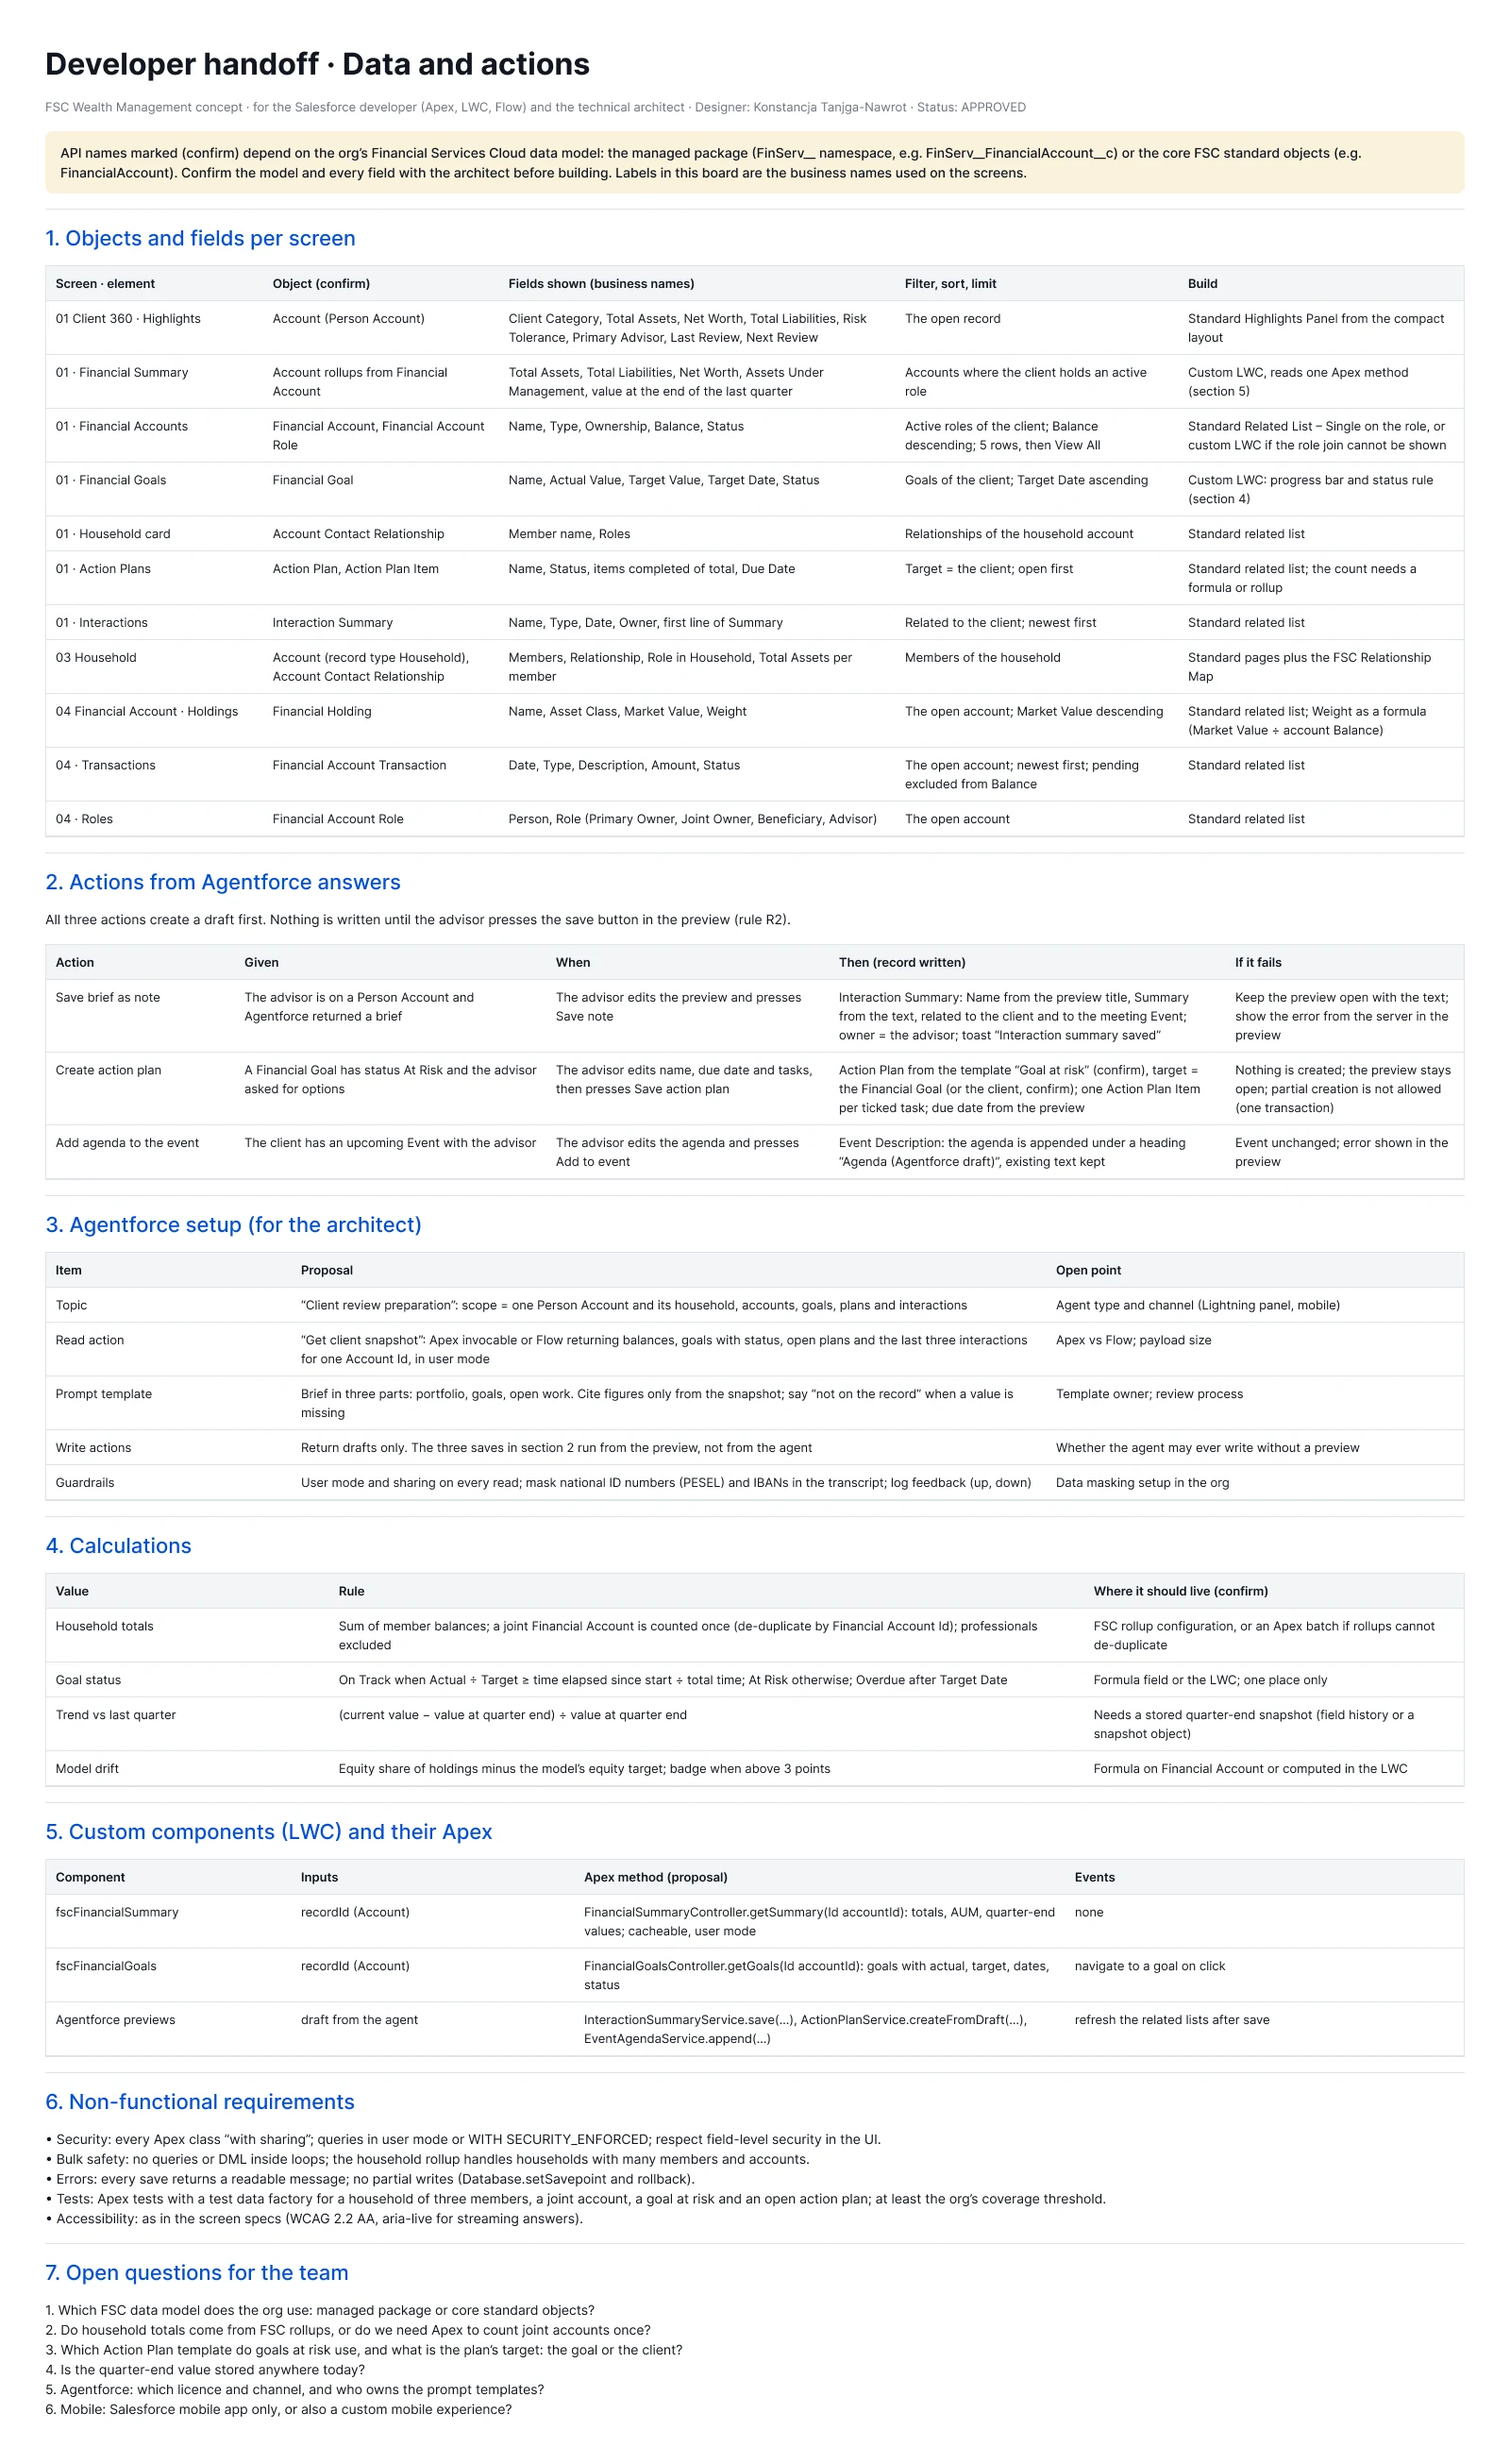 Developer handoff · Data and actions
FSC Wealth Management concept · for the Salesforce developer (Apex, LWC, Flow) and the technical architect · Designer: Konstancja Tanjga-Nawrot · Status: APPROVED
API names marked (confirm) depend on the org's Financial Services Cloud data model: the managed package (FinServ__ namespace, e.g. FinServ__FinancialAccount__c) or the core FSC standard objects (e.g.
FinancialAccount). Confirm the model and every field with the architect before building. Labels in this board are the business names used on the screens.
1. Objects and fields per screen
Screen · element Object (confirm) Fields shown (business names) Filter, sort, limit Build
01 Client 360 · Highlights Account (Person Account) Client Category, Total Assets, Net Worth, Total Liabilities, Risk The open record Standard Highlights Panel from the compact
Tolerance, Primary Advisor, Last Review, Next Review layout
01 · Financial Summary Account rollups from Financial Total Assets, Total Liabilities, Net Worth, Assets Under Accounts where the client holds an active Custom LWC, reads one Apex method
Account Management, value at the end of the last quarter role (section 5)
01 · Financial Accounts Financial Account, Financial Account Name, Type, Ownership, Balance, Status Active roles of the client; Balance Standard Related List – Single on the role, or
Role descending; 5 rows, then View All custom LWC if the role join cannot be shown
01 · Financial Goals Financial Goal Name, Actual Value, Target Value, Target Date, Status Goals of the client; Target Date ascending Custom LWC: progress bar and status rule
(section 4)
01 · Household card Account Contact Relationship Member name, Roles Relationships of the household account Standard related list
01 · Action Plans Action Plan, Action Plan Item Name, Status, items completed of total, Due Date Target = the client; open first Standard related list; the count needs a
formula or rollup
01 · Interactions Interaction Summary Name, Type, Date, Owner, first line of Summary Related to the client; newest first Standard related list
03 Household Account (record type Household), Members, Relationship, Role in Household, Total Assets per Members of the household Standard pages plus the FSC Relationship
Account Contact Relationship member Map
04 Financial Account · Holdings Financial Holding Name, Asset Class, Market Value, Weight The open account; Market Value descending Standard related list; Weight as a formula
(Market Value ÷ account Balance)
04 · Transactions Financial Account Transaction Date, Type, Description, Amount, Status The open account; newest first; pending Standard related list
excluded from Balance
04 · Roles Financial Account Role Person, Role (Primary Owner, Joint Owner, Beneficiary, Advisor) The open account Standard related list
2. Actions from Agentforce answers
All three actions create a draft first. Nothing is written until the advisor presses the save button in the preview (rule R2).
Action Given When Then (record written) If it fails
Save brief as note The advisor is on a Person Account and The advisor edits the preview and presses Interaction Summary: Name from the preview title, Summary Keep the preview open with the text;
Agentforce returned a brief Save note from the text, related to the client and to the meeting Event; show the error from the server in the
owner = the advisor; toast “Interaction summary saved” preview
Create action plan A Financial Goal has status At Risk and the advisor The advisor edits name, due date and tasks, Action Plan from the template “Goal at risk” (confirm), target = Nothing is created; the preview stays
asked for options then presses Save action plan the Financial Goal (or the client, confirm); one Action Plan Item open; partial creation is not allowed
per ticked task; due date from the preview (one transaction)
Add agenda to the event The client has an upcoming Event with the advisor The advisor edits the agenda and presses Event Description: the agenda is appended under a heading Event unchanged; error shown in the
Add to event “Agenda (Agentforce draft)”, existing text kept preview
3. Agentforce setup (for the architect)
Item Proposal Open point
Topic “Client review preparation”: scope = one Person Account and its household, accounts, goals, plans and interactions Agent type and channel (Lightning panel, mobile)
Read action “Get client snapshot”: Apex invocable or Flow returning balances, goals with status, open plans and the last three interactions Apex vs Flow; payload size
for one Account Id, in user mode
Prompt template Brief in three parts: portfolio, goals, open work. Cite figures only from the snapshot; say “not on the record” when a value is Template owner; review process
missing
Write actions Return drafts only. The three saves in section 2 run from the preview, not from the agent Whether the agent may ever write without a preview
Guardrails User mode and sharing on every read; mask national ID numbers (PESEL) and IBANs in the transcript; log feedback (up, down) Data masking setup in the org
4. Calculations
Value Rule Where it should live (confirm)
Household totals Sum of member balances; a joint Financial Account is counted once (de-duplicate by Financial Account Id); professionals FSC rollup configuration, or an Apex batch if rollups cannot
excluded de-duplicate
Goal status On Track when Actual ÷ Target ≥ time elapsed since start ÷ total time; At Risk otherwise; Overdue after Target Date Formula field or the LWC; one place only
Trend vs last quarter (current value − value at quarter end) ÷ value at quarter end Needs a stored quarter-end snapshot (field history or a
snapshot object)
Model drift Equity share of holdings minus the model's equity target; badge when above 3 points Formula on Financial Account or computed in the LWC
5. Custom components (LWC) and their Apex
Component Inputs Apex method (proposal) Events
fscFinancialSummary recordId (Account) FinancialSummaryController.getSummary(Id accountId): totals, AUM, quarter-end none
values; cacheable, user mode
fscFinancialGoals recordId (Account) FinancialGoalsController.getGoals(Id accountId): goals with actual, target, dates, navigate to a goal on click
status
Agentforce previews draft from the agent InteractionSummaryService.save(…), ActionPlanService.createFromDraft(…), refresh the related lists after save
EventAgendaService.append(…)
6. Non-functional requirements
• Security: every Apex class “with sharing”; queries in user mode or WITH SECURITY_ENFORCED; respect field-level security in the UI.
• Bulk safety: no queries or DML inside loops; the household rollup handles households with many members and accounts.
• Errors: every save returns a readable message; no partial writes (Database.setSavepoint and rollback).
• Tests: Apex tests with a test data factory for a household of three members, a joint account, a goal at risk and an open action plan; at least the org's coverage threshold.
• Accessibility: as in the screen specs (WCAG 2.2 AA, aria-live for streaming answers).
7. Open questions for the team
1. Which FSC data model does the org use: managed package or core standard objects?
2. Do household totals come from FSC rollups, or do we need Apex to count joint accounts once?
3. Which Action Plan template do goals at risk use, and what is the plan's target: the goal or the client?
4. Is the quarter-end value stored anywhere today?
5. Agentforce: which licence and channel, and who owns the prompt templates?
6. Mobile: Salesforce mobile app only, or also a custom mobile experience?